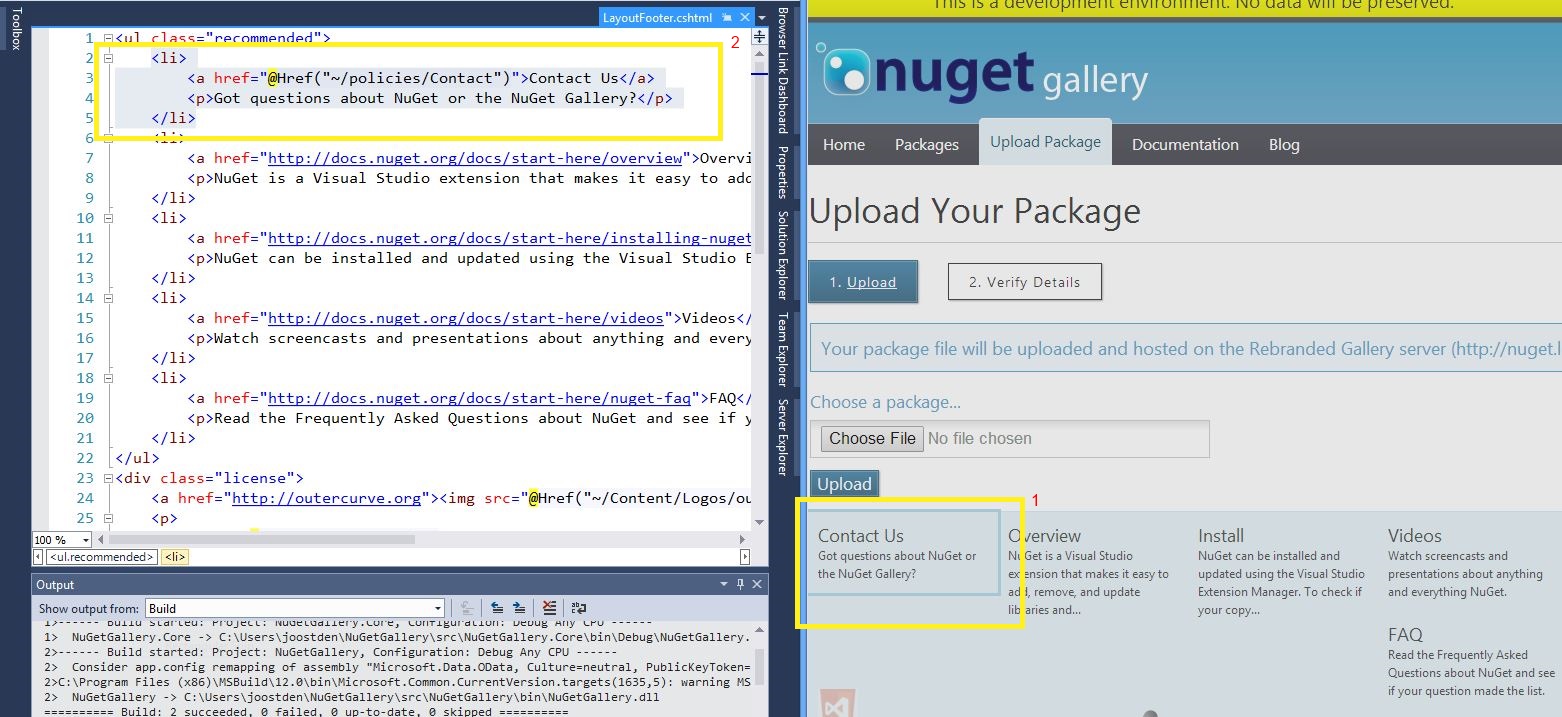 Toolbox
LayoutFooter.cshtml
1 <ul class="recommended">
2 <li>
3 <a href="@Href("~/policies/Contact")">Contact Us</a>
4 <p>Got questions about NuGet or the NuGet Gallery?</p>
5 </li>
6 <li>
7 <a href="http://docs.nuget.org/docs/start-here/overview">Overvi
8 <p>NuGet is a Visual Studio extension that makes it easy to add
9 </li>
10 <li>
11 <a href="http://docs.nuget.org/docs/start-here/installing-nuget
12 <p>NuGet can be installed and updated using the Visual Studio E
13 </li>
14 <li>
15 <a href="http://docs.nuget.org/docs/start-here/videos">Videos</
16 <p>Watch screencasts and presentations about anything and every
17 </li>
18 <li>
19 <a href="http://docs.nuget.org/docs/start-here/nuget-faq">FAQ</
20 <p>Read the Frequently Asked Questions about NuGet and see if y
21 </li>
22 </ul>
23 <div class="license">
24 <a href="http://outercurve.org"><img src="@Href("~/Content/Logos/ou
25 <p>
2
100 %
<ul.recommended> <li>
Output
Show output from: Build
1>------ Build started: Project: NuGetGallery.Core, Configuration: Debug Any CPU ------
1> NuGetGallery.Core -> C:\Users\joostden\NuGetGallery\src\NuGetGallery.Core\bin\Debug\NuGetGallery.
2>------ Build started: Project: NuGetGallery, Configuration: Debug Any CPU ------
2> Consider app.config remapping of assembly "Microsoft.Data.OData, Culture=neutral, PublicKeyToken=
2>C:\Program Files (x86)\MSBuild\12.0\bin\Microsoft.Common.CurrentVersion.targets(1635,5): warning MS
2> NuGetGallery -> C:\Users\joostden\NuGetGallery\src\NuGetGallery\bin\NuGetGallery.dll
========== Build: 2 succeeded, 0 failed, 0 up-to-date, 0 skipped ==========
Browser Link Dashboard
Properties
Solution Explorer
Team Explorer
Server Explorer
This is a development environment. No data will be preserved.
nuget gallery
Home Packages Upload Package Documentation Blog
Upload Your Package
1. Upload 2. Verify Details
Your package file will be uploaded and hosted on the Rebranded Gallery server (http://nuget.l
Choose a package...
Choose File No file chosen
Upload
1
Contact Us
Got questions about NuGet or
the NuGet Gallery?
Overview
NuGet is a Visual Studio
extension that makes it easy to
add, remove, and update
libraries and...
Install
NuGet can be installed and
updated using the Visual Studio
Extension Manager. To check if
your copy...
Videos
Watch screencasts and
presentations about anything
and everything NuGet.
FAQ
Read the Frequently Asked
Questions about NuGet and see
if your question made the list.